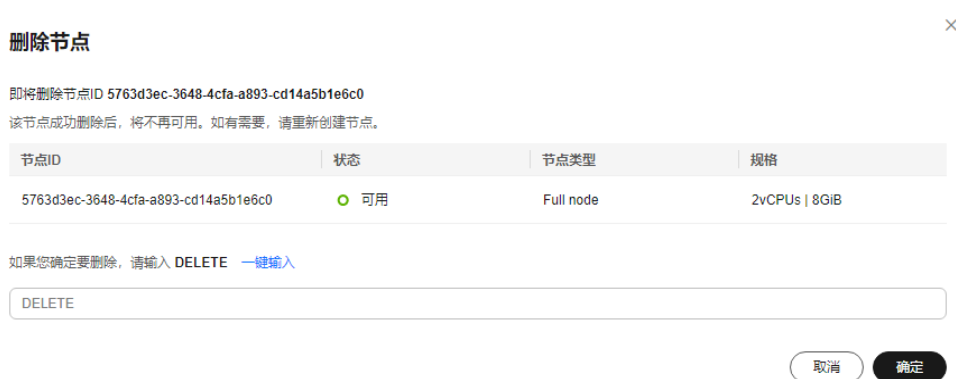 删除节点
即将删除节点ID 5763d3ec-3648-4cfa-a893-cd14a5b1e6c0
该节点成功删除后，将不再可用。如有需要，请重新创建节点。
节点ID 状态 节点类型 规格
5763d3ec-3648-4cfa-a893-cd14a5b1e6c0 可用 Full node 2vCPUs | 8GiB
如果您确定要删除，请输入 DELETE 一键输入
DELETE
取消 确定